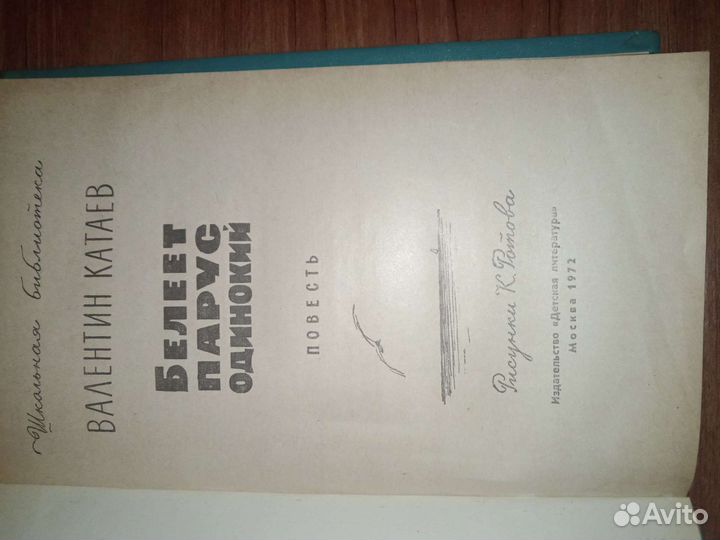 Школьная библиотека
ВАЛЕНТИН КАТАЕВ
БЕЛЕЕТ
ПАРУС
ОДИНОКИЙ
ПОВЕСТЬ
Рисунки К. Ротова
Издательство «Детская литература»
Москва 1972
Avito